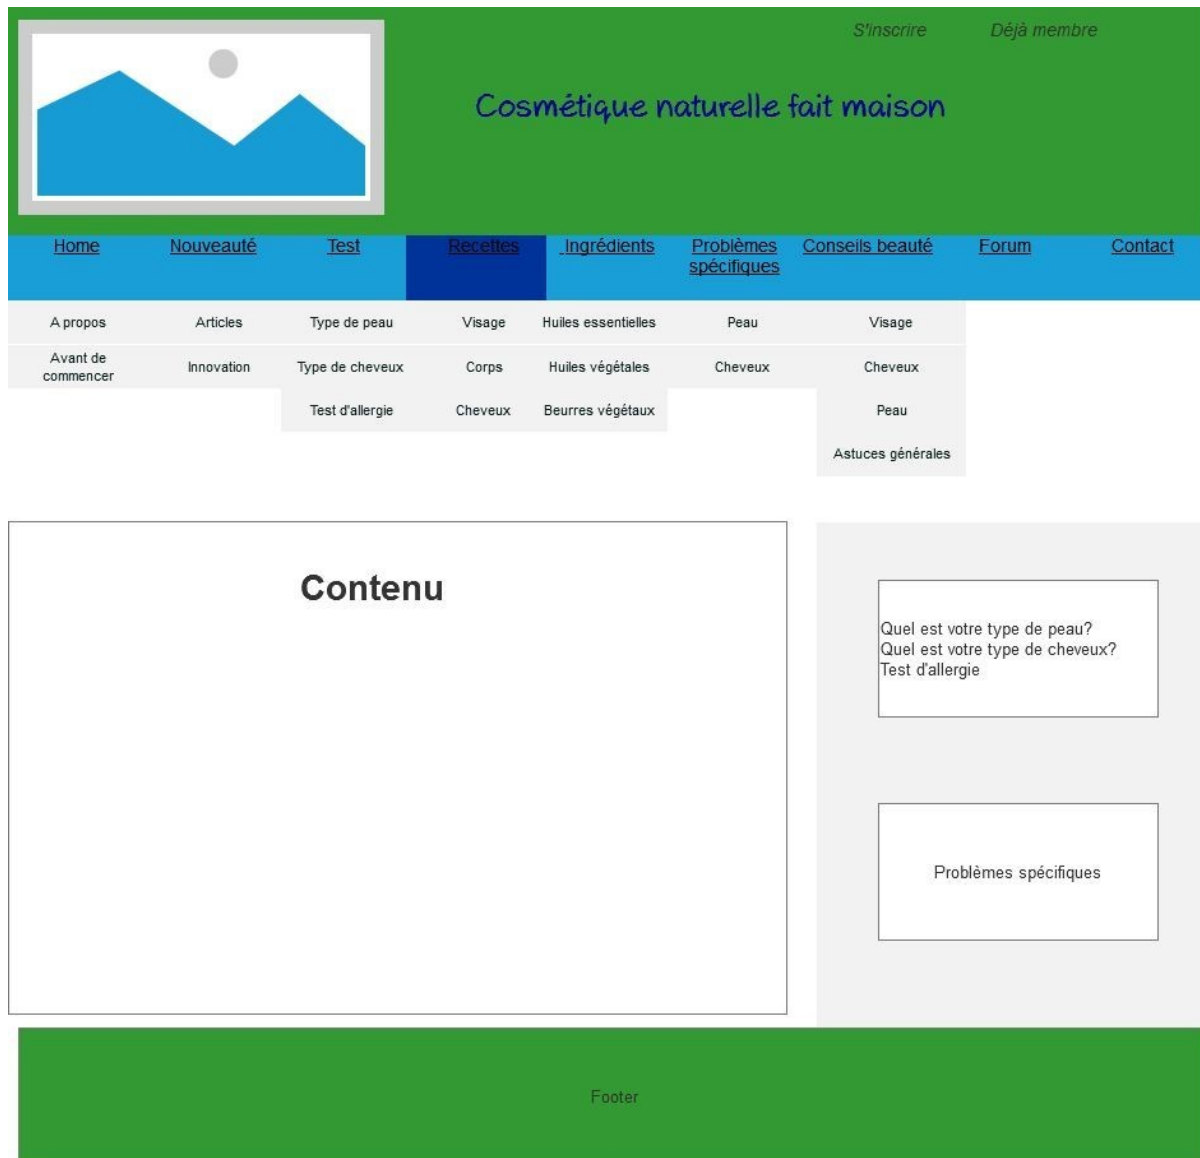 S'inscrire
Déjà membre
Cosmétique naturelle fait maison
Home
Nouveauté
Test
Recettes
Ingrédients
Problèmes
spécifiques
Conseils beauté
Forum
Contact
A propos
Articles
Type de peau
Visage
Huiles essentielles
Peau
Visage
Avant de
commencer
Innovation
Type de cheveux
Corps
Huiles végétales
Cheveux
Cheveux
Test d'allergie
Cheveux
Beurres végétaux
Peau
Astuces générales
Contenu
Quel est votre type de peau?
Quel est votre type de cheveux?
Test d'allergie
Problèmes spécifiques
Footer